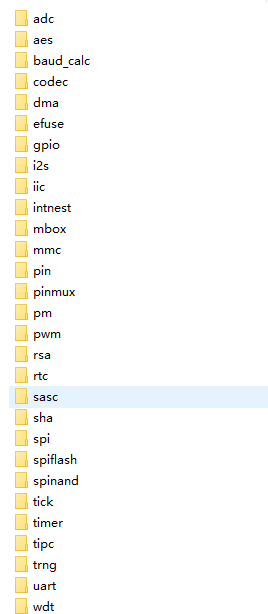 adc
aes
baud_calc
codec
dma
efuse
gpio
i2s
iic
intnest
mbox
mmc
pin
pinmux
pm
pwm
rsa
rtc
sasc
sha
spi
spiflash
spinand
tick
timer
tipc
trng
uart
wdt